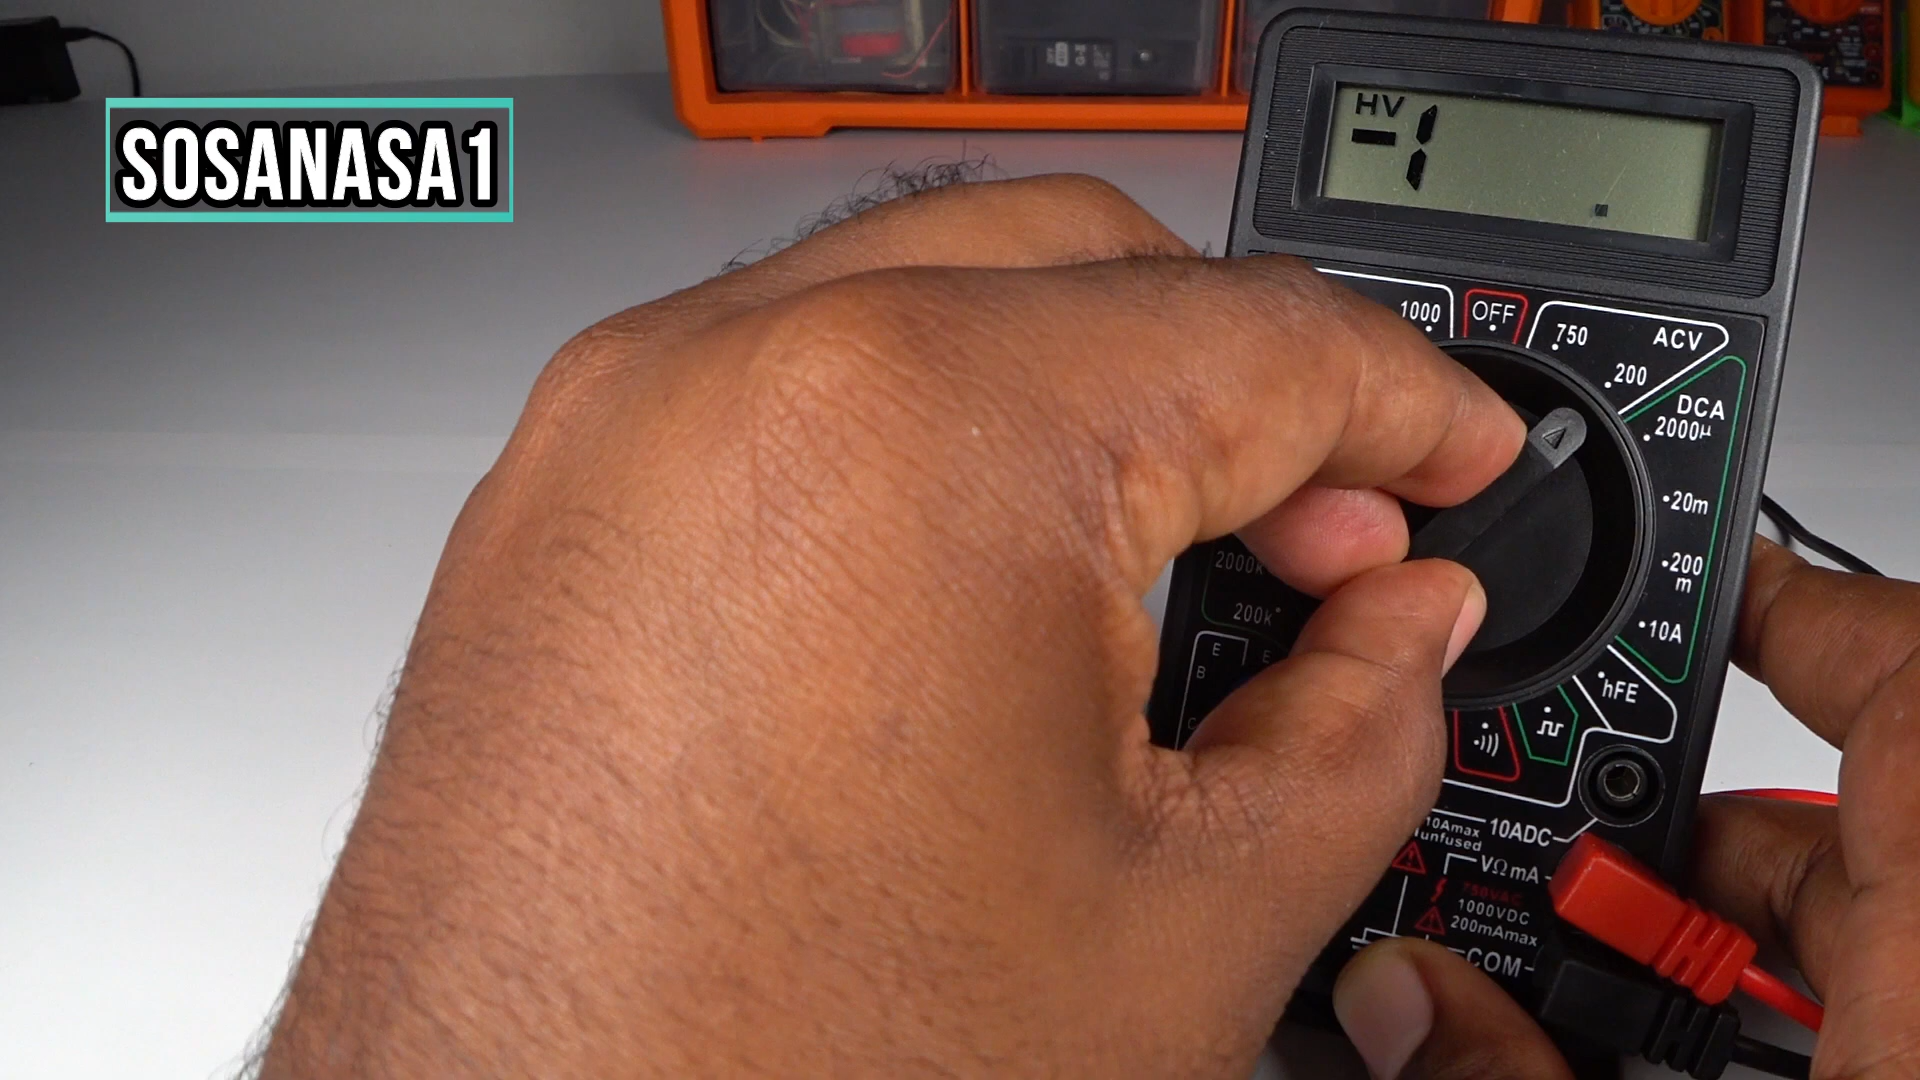 SOSANASA1
HV
-1
.
1000
OFF
750
ACV
200
DCA
2000µ
20m
200
m
10A
hFE
2000k
200k
E
E
B
C
10Amax
unfused
10ADC
VΩmA
750VAC
1000VDC
200mAmax
COM